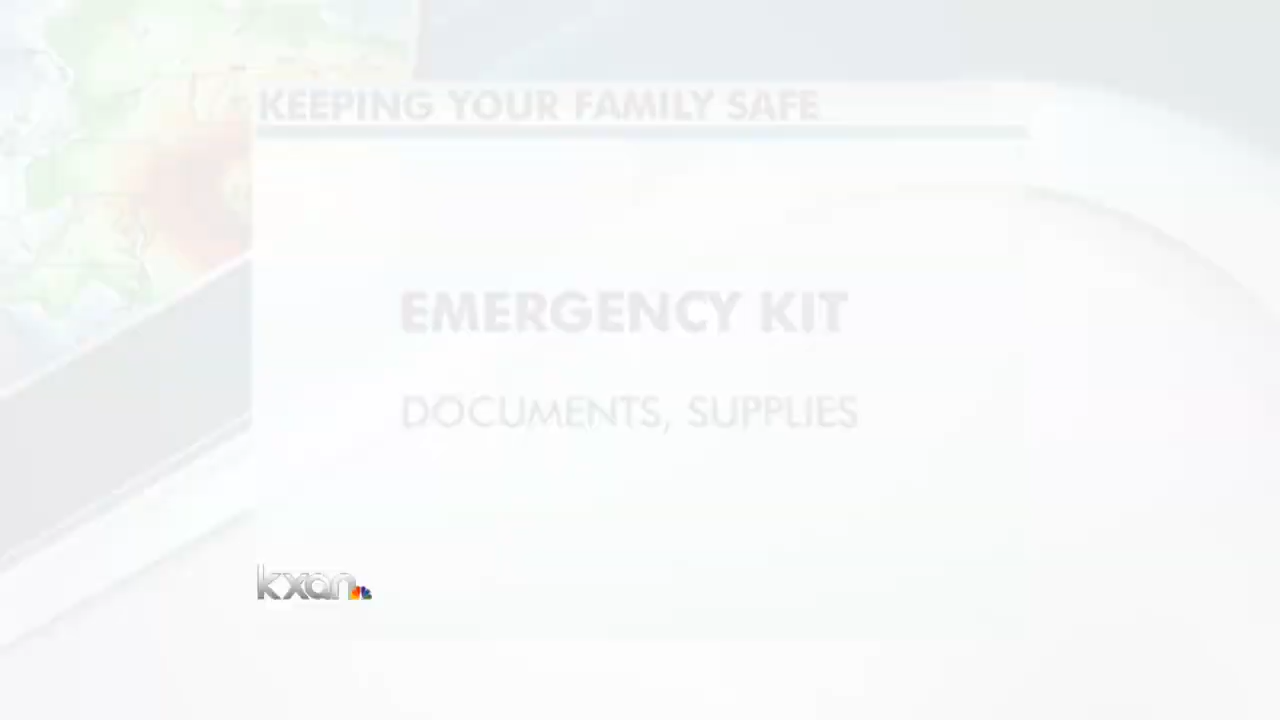 KEEPING YOUR FAMILY SAFE
EMERGENCY KIT
DOCUMENTS, SUPPLIES
kxan